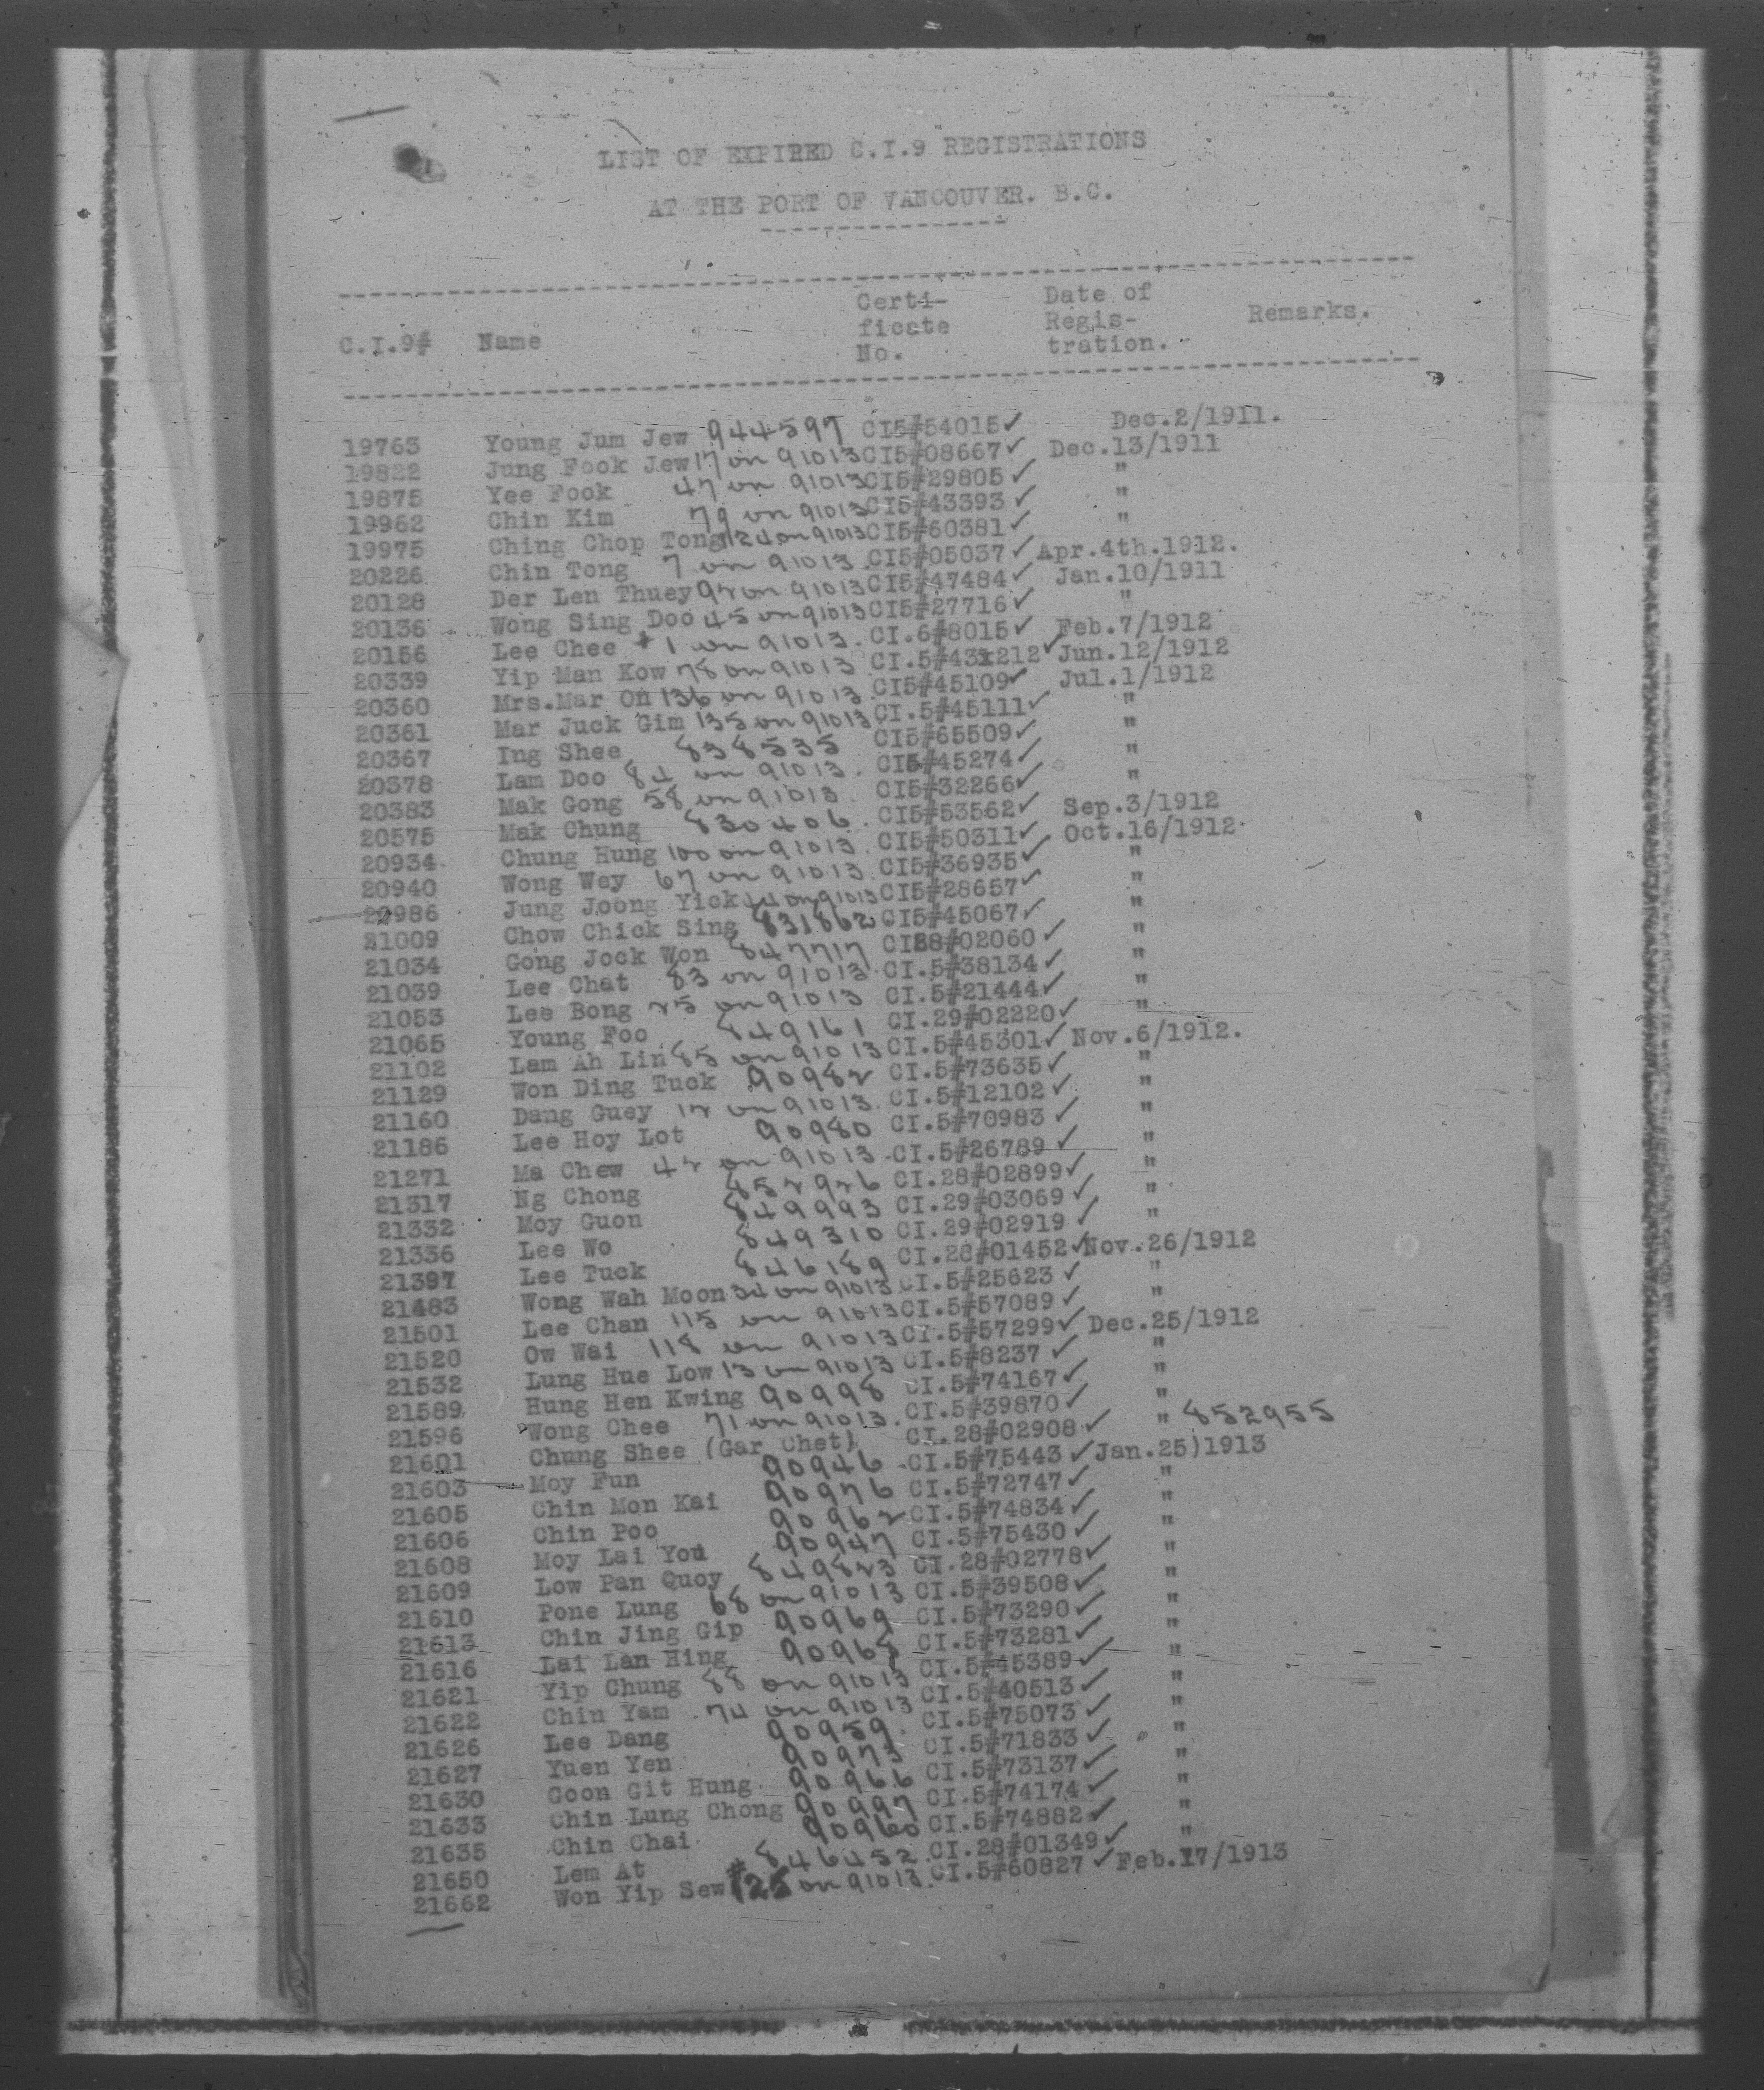 LIST OF EXPIRED C.I.9 REGISTRATIONS
AT THE PORT OF VANCOUVER. B.C.
C.I.9# Name Certi- ficate No. Date of Regis- tration. Remarks.
19763 Young Jum Jew 944597 CI5#54015✓ Dec.2/1911.
19822 Jung Fook Jew 17 on 91013 CI5#08667✓ Dec.13/1911
19875 Yee Fook 47 on 91013 CI5#29805✓ "
19962 Chin Kim 79 on 91013 CI5#43393✓ "
19975 Ching Chop Tong 124 on 91013 CI5#60381✓ "
20226 Chin Tong 7 on 91013 CI5#05037✓ Apr.4th.1912.
20128 Der Len Thuey 92 on 91013 CI5#47484✓ Jan.10/1911
20136 Wong Sing Doo 45 on 91013 CI5#27716✓ "
20156 Lee Chee #1 on 91013. CI.6#8015✓ Feb.7/1912
20339 Yip Man Kow 78 on 91013 CI.5#43x212✓ Jun.12/1912
20360 Mrs.Mar Oh 136 on 91013 CI5#45109✓ Jul.1/1912
20361 Mar Juck Gim 135 on 91013 CI.5#45111✓ "
20367 Ing Shee 838535 CI5#65509✓ "
20378 Lam Doo 84 on 91013. CI5#45274✓ "
20383 Mak Gong 58 on 91013. CI5#32266✓ "
20575 Mak Chung 830406. CI5#53562✓ Sep.3/1912
20934 Chung Hung 100 on 91013. CI5#50311✓ Oct.16/1912.
20940 Wong Wey 67 on 91013. CI5#36935✓ "
20986 Jung Joong Yick 44 on 91013 CI5#28657✓ "
21009 Chow Chick Sing 831862 CI5#45067✓ "
21034 Gong Jock Won 847717 CI28#02060✓ "
21039 Lee Chat 83 on 91013. CI.5#38134✓ "
21053 Lee Bong 25 on 91013 CI.5#21444✓ "
21065 Young Foo 849161 CI.29#02220✓ "
21102 Lam Ah Lin 85 on 91013 CI.5#45301✓ Nov.6/1912.
21129 Won Ding Tuck 90982 CI.5#73635✓ "
21160 Dang Guey 12 on 91013. CI.5#12102✓ "
21186 Lee Hoy Lot 90980 CI.5#70983✓ "
21271 Ma Chew 42 on 91013 CI.5#26789✓ "
21317 Ng Chong 852926 CI.28#02899✓ "
21332 Moy Guon 849993 CI.29#03069✓ "
21336 Lee Wo 849310 CI.29#02919✓ "
21397 Lee Tuck 846189 CI.28#01452✓ Nov.26/1912
21483 Wong Wah Moon 34 on 91013 CI.5#25623✓ "
21501 Lee Chan 115 on 91013 CI.5#57089✓ "
21520 Ow Wai 118 on 91013 CI.5#57299✓ Dec.25/1912
21532 Lung Hue Low 13 on 91013 CI.5#8237✓ "
21589 Hung Hen Kwing 90998 CI.5#74167✓ "
21596 Wong Chee 71 on 91013. CI.5#39870✓ "
21601 Chung Shee (Gar Chet) CI.28#02908✓ " 852955
21603 Moy Fun 90946 CI.5#75443✓ Jan.25)1913
21605 Chin Mon Kai 90976 CI.5#72747✓ "
21606 Chin Poo 90962 CI.5#74834✓ "
21608 Moy Lai You 90947 CI.5#75430✓ "
21609 Low Pan Quoy 849823 CI.28#02778✓ "
21610 Pone Lung 68 on 91013 CI.5#39508✓ "
21613 Chin Jing Gip 90969 CI.5#73290✓ "
21616 Lai Lan Hing 90968 CI.5#73281✓ "
21621 Yip Chung 88 on 91013 CI.5#45389✓ "
21622 Chin Yam 74 on 91013 CI.5#40513✓ "
21626 Lee Dang 90959. CI.5#75073✓ "
21627 Yuen Yen 90973 CI.5#71833✓ "
21630 Goon Git Hung 90966 CI.5#73137✓ "
21633 Chin Lung Chong 90997 CI.5#74174✓ "
21635 Chin Chai 90960 CI.5#74882✓ "
21650 Lem At 846452. CI.28#01349✓ "
21662 Won Yip Sew #125 on 91013. CI.5#60827✓ Feb.17/1913